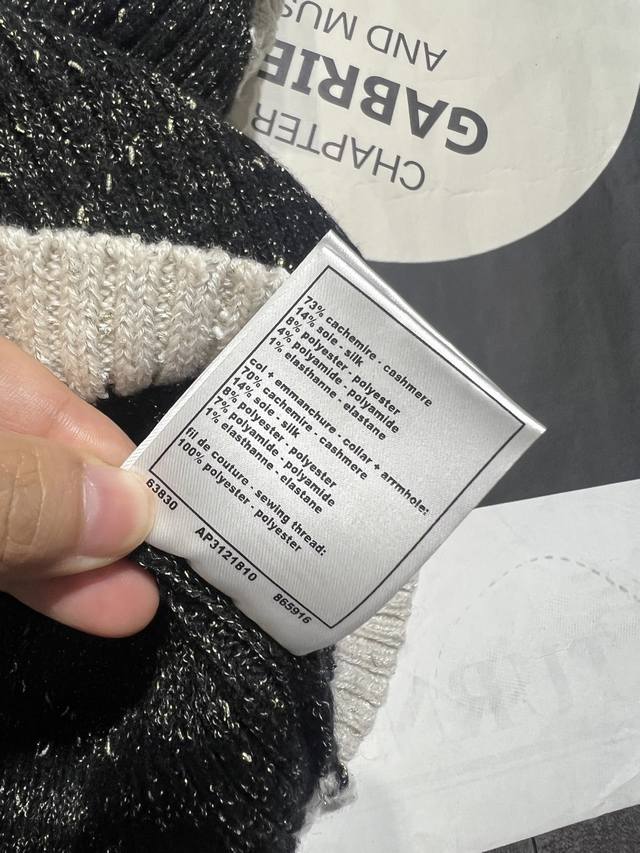 CHAPTER
GABRIE
AND MUS
73% cachemire - cashmere
14% soie - silk
8% polyester - polyester
4% polyamide - polyamide
1% elasthanne - elastane
col + emmanchure - collar + armhole:
70% cachemire - cashmere
14% soie - silk
8% polyester - polyester
7% polyamide - polyamide
1% elasthanne - elastane
fil de couture - sewing thread:
100% polyester - polyester
63830 AP3121810 865915